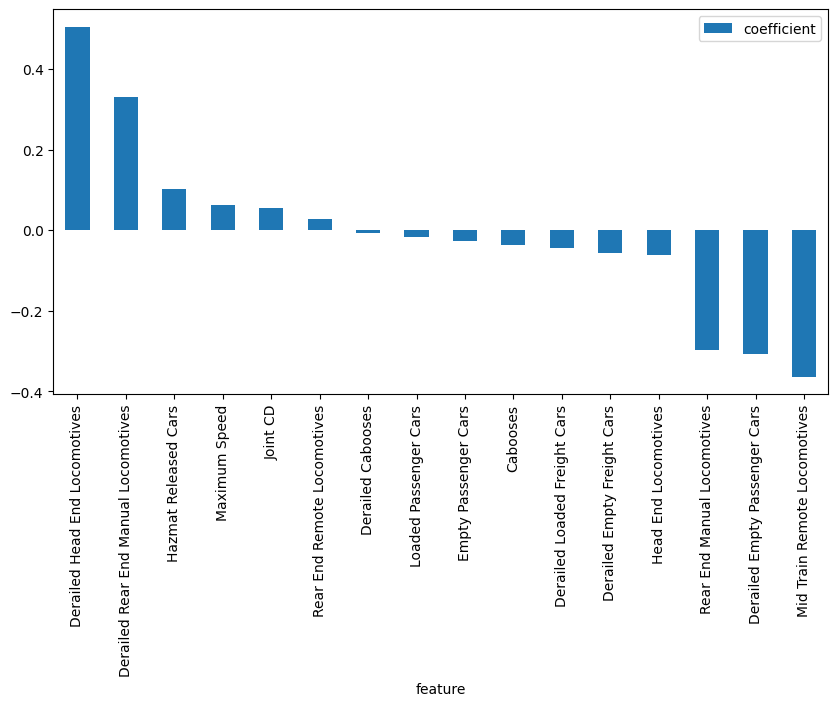 coefficient
0.4
0.2
0.0
−0.2
−0.4
Derailed Head End Locomotives
Derailed Rear End Manual Locomotives
Hazmat Released Cars
Maximum Speed
Joint CD
Rear End Remote Locomotives
Derailed Cabooses
Loaded Passenger Cars
Empty Passenger Cars
Cabooses
Derailed Loaded Freight Cars
Derailed Empty Freight Cars
Head End Locomotives
Rear End Manual Locomotives
Derailed Empty Passenger Cars
Mid Train Remote Locomotives
feature